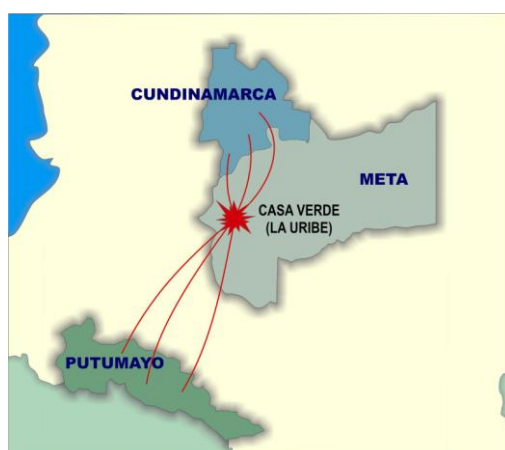 CUNDINAMARCA
META
CASA VERDE
(LA URIBE)
PUTUMAYO